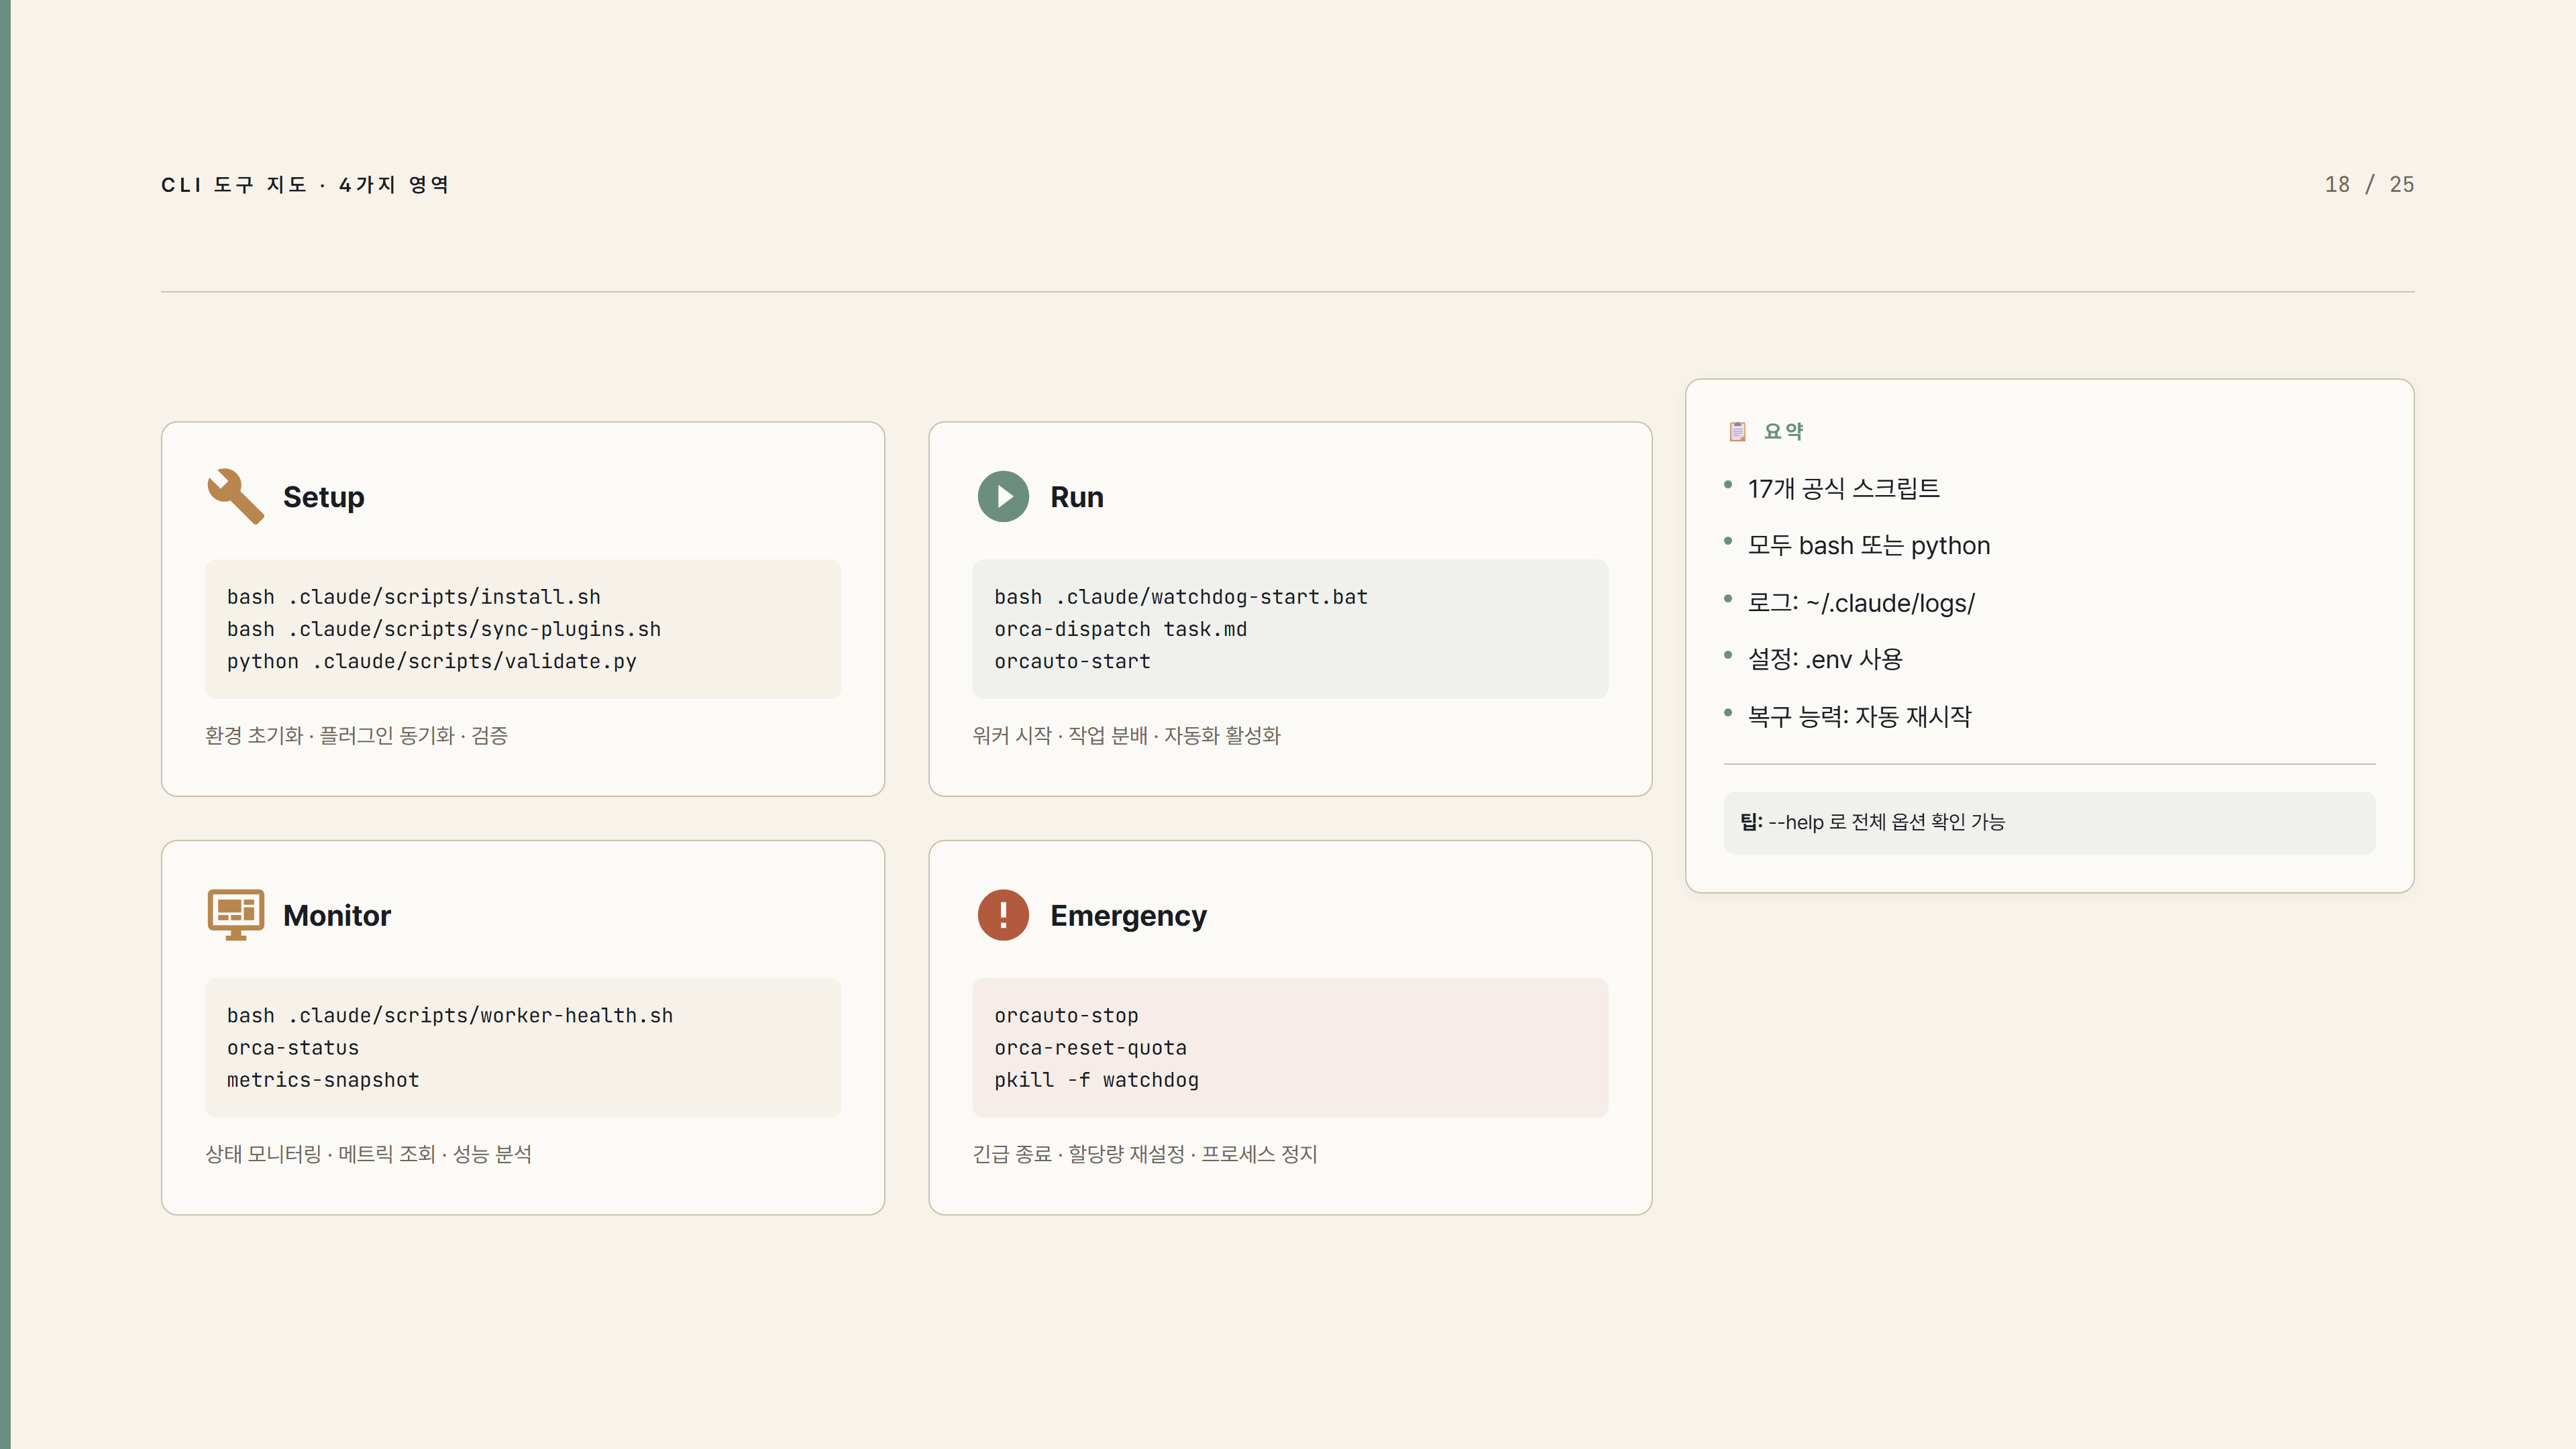 CLI 도구 지도 · 4가지 영역
18 / 25
Setup
bash .claude/scripts/install.sh
bash .claude/scripts/sync-plugins.sh
python .claude/scripts/validate.py
환경 초기화 · 플러그인 동기화 · 검증
Run
bash .claude/watchdog-start.bat
orca-dispatch task.md
orcauto-start
워커 시작 · 작업 분배 · 자동화 활성화
Monitor
bash .claude/scripts/worker-health.sh
orca-status
metrics-snapshot
상태 모니터링 · 메트릭 조회 · 성능 분석
Emergency
orcauto-stop
orca-reset-quota
pkill -f watchdog
긴급 종료 · 할당량 재설정 · 프로세스 정지
📋 요약
• 17개 공식 스크립트
• 모두 bash 또는 python
• 로그: ~/.claude/logs/
• 설정: .env 사용
• 복구 능력: 자동 재시작
팁: --help 로 전체 옵션 확인 가능